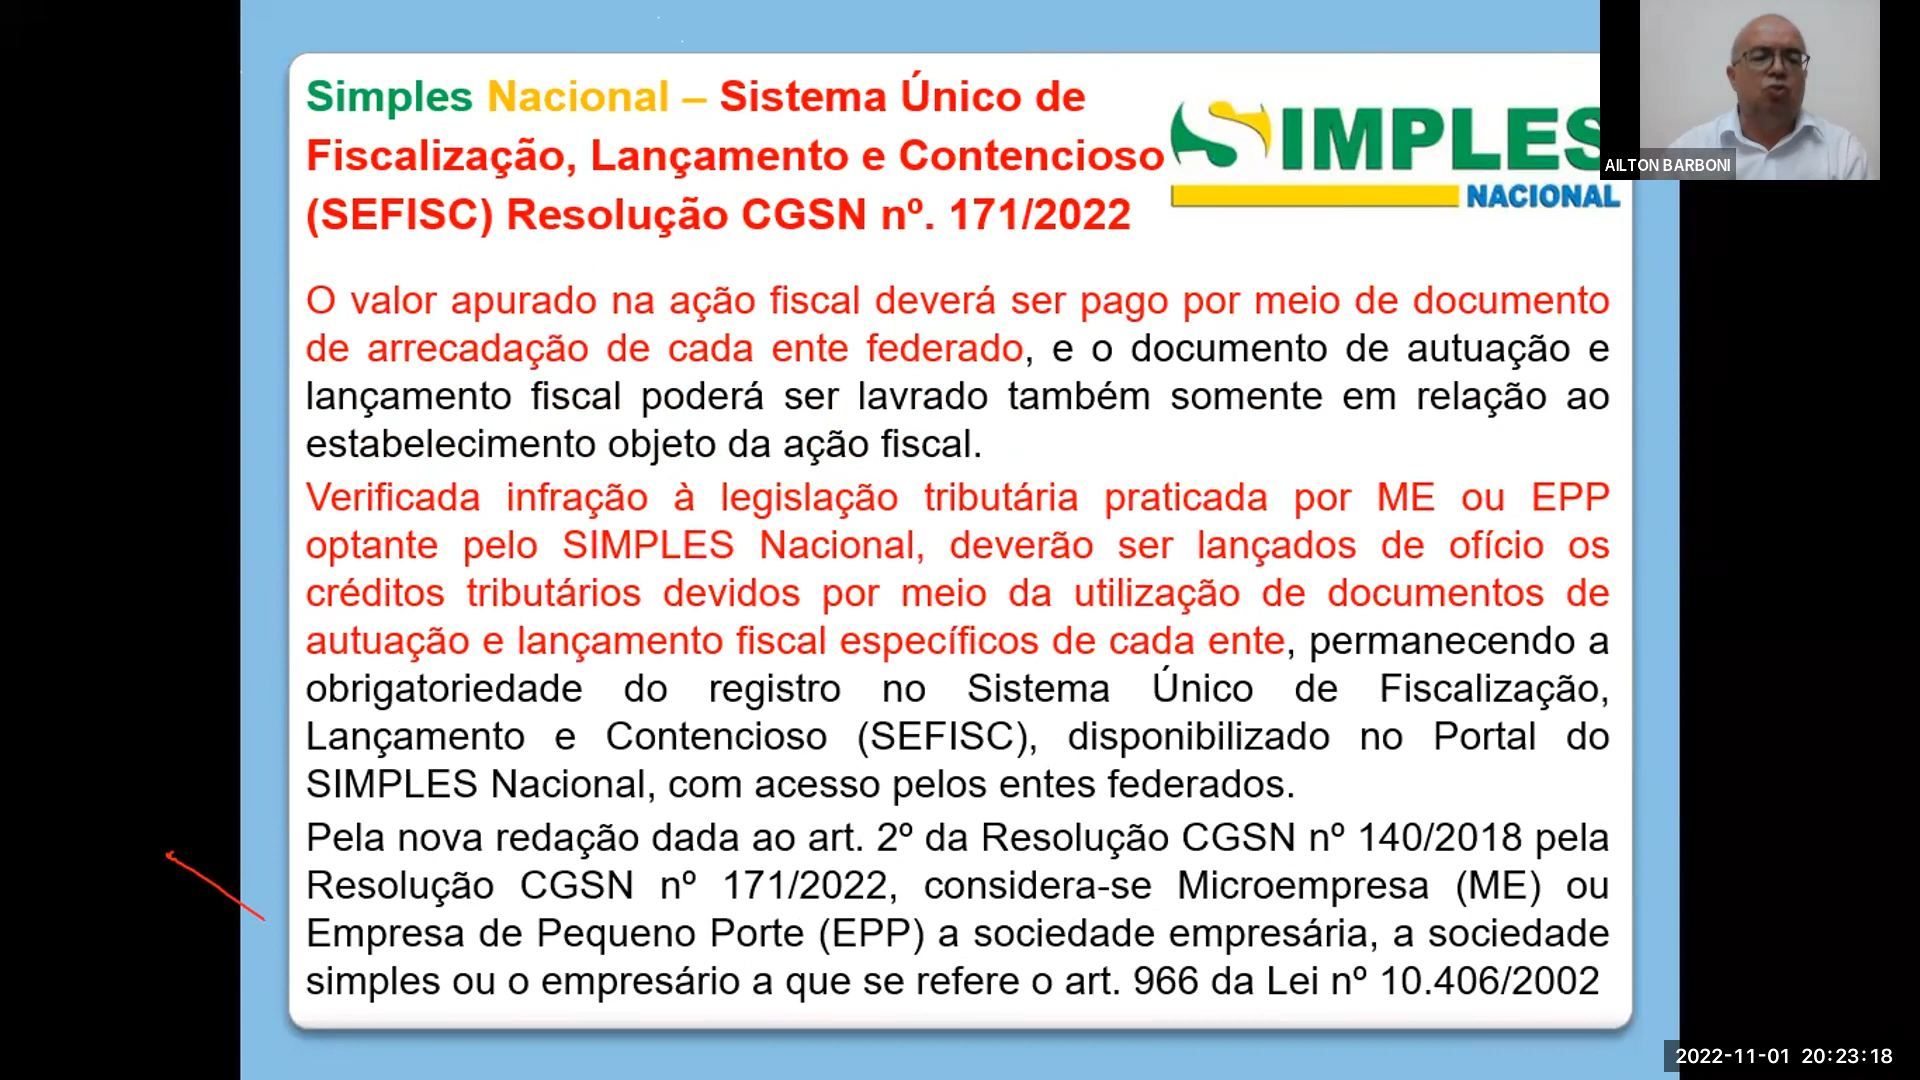 Simples Nacional – Sistema Único de
Fiscalização, Lançamento e Contencioso
(SEFISC) Resolução CGSN nº. 171/2022
SIMPLES
NACIONAL
AILTON BARBONI
O valor apurado na ação fiscal deverá ser pago por meio de documento
de arrecadação de cada ente federado, e o documento de autuação e
lançamento fiscal poderá ser lavrado também somente em relação ao
estabelecimento objeto da ação fiscal.
Verificada infração à legislação tributária praticada por ME ou EPP
optante pelo SIMPLES Nacional, deverão ser lançados de ofício os
créditos tributários devidos por meio da utilização de documentos de
autuação e lançamento fiscal específicos de cada ente, permanecendo a
obrigatoriedade do registro no Sistema Único de Fiscalização,
Lançamento e Contencioso (SEFISC), disponibilizado no Portal do
SIMPLES Nacional, com acesso pelos entes federados.
Pela nova redação dada ao art. 2º da Resolução CGSN nº 140/2018 pela
Resolução CGSN nº 171/2022, considera-se Microempresa (ME) ou
Empresa de Pequeno Porte (EPP) a sociedade empresária, a sociedade
simples ou o empresário a que se refere o art. 966 da Lei nº 10.406/2002
2022-11-01 20:23:18